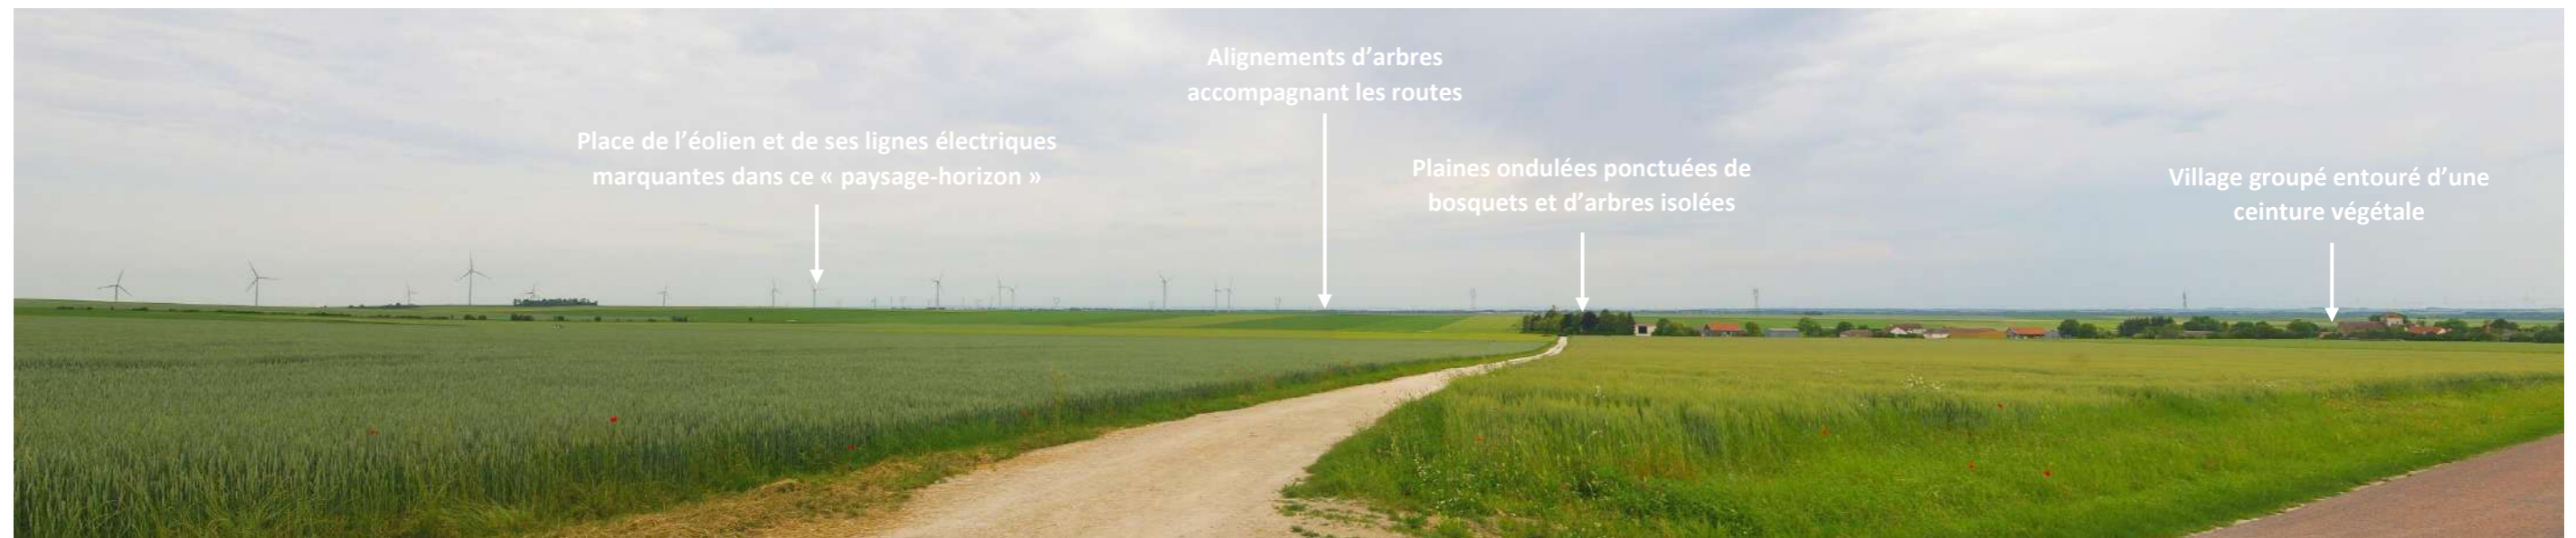 Alignements d’arbres
accompagnant les routes
Place de l’éolien et de ses lignes électriques
marquantes dans ce « paysage-horizon »
Plaines ondulées ponctuées de
bosquets et d’arbres isolées
Village groupé entouré d’une
ceinture végétale